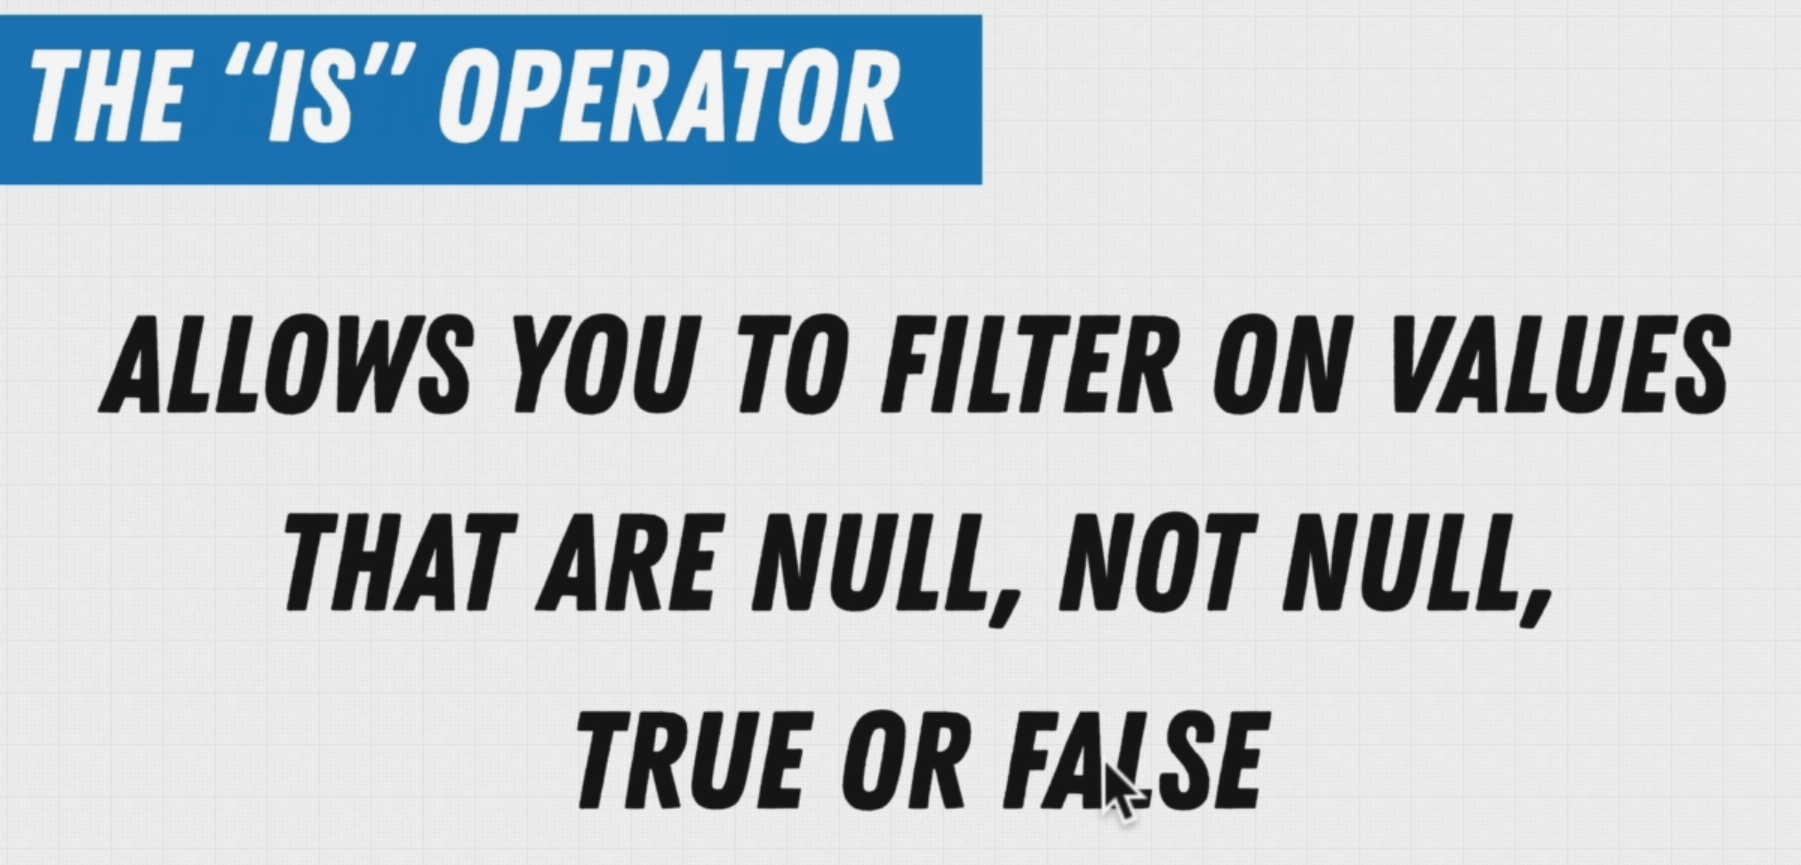 THE “IS” OPERATOR
ALLOWS YOU TO FILTER ON VALUES
THAT ARE NULL, NOT NULL,
TRUE OR FALSE